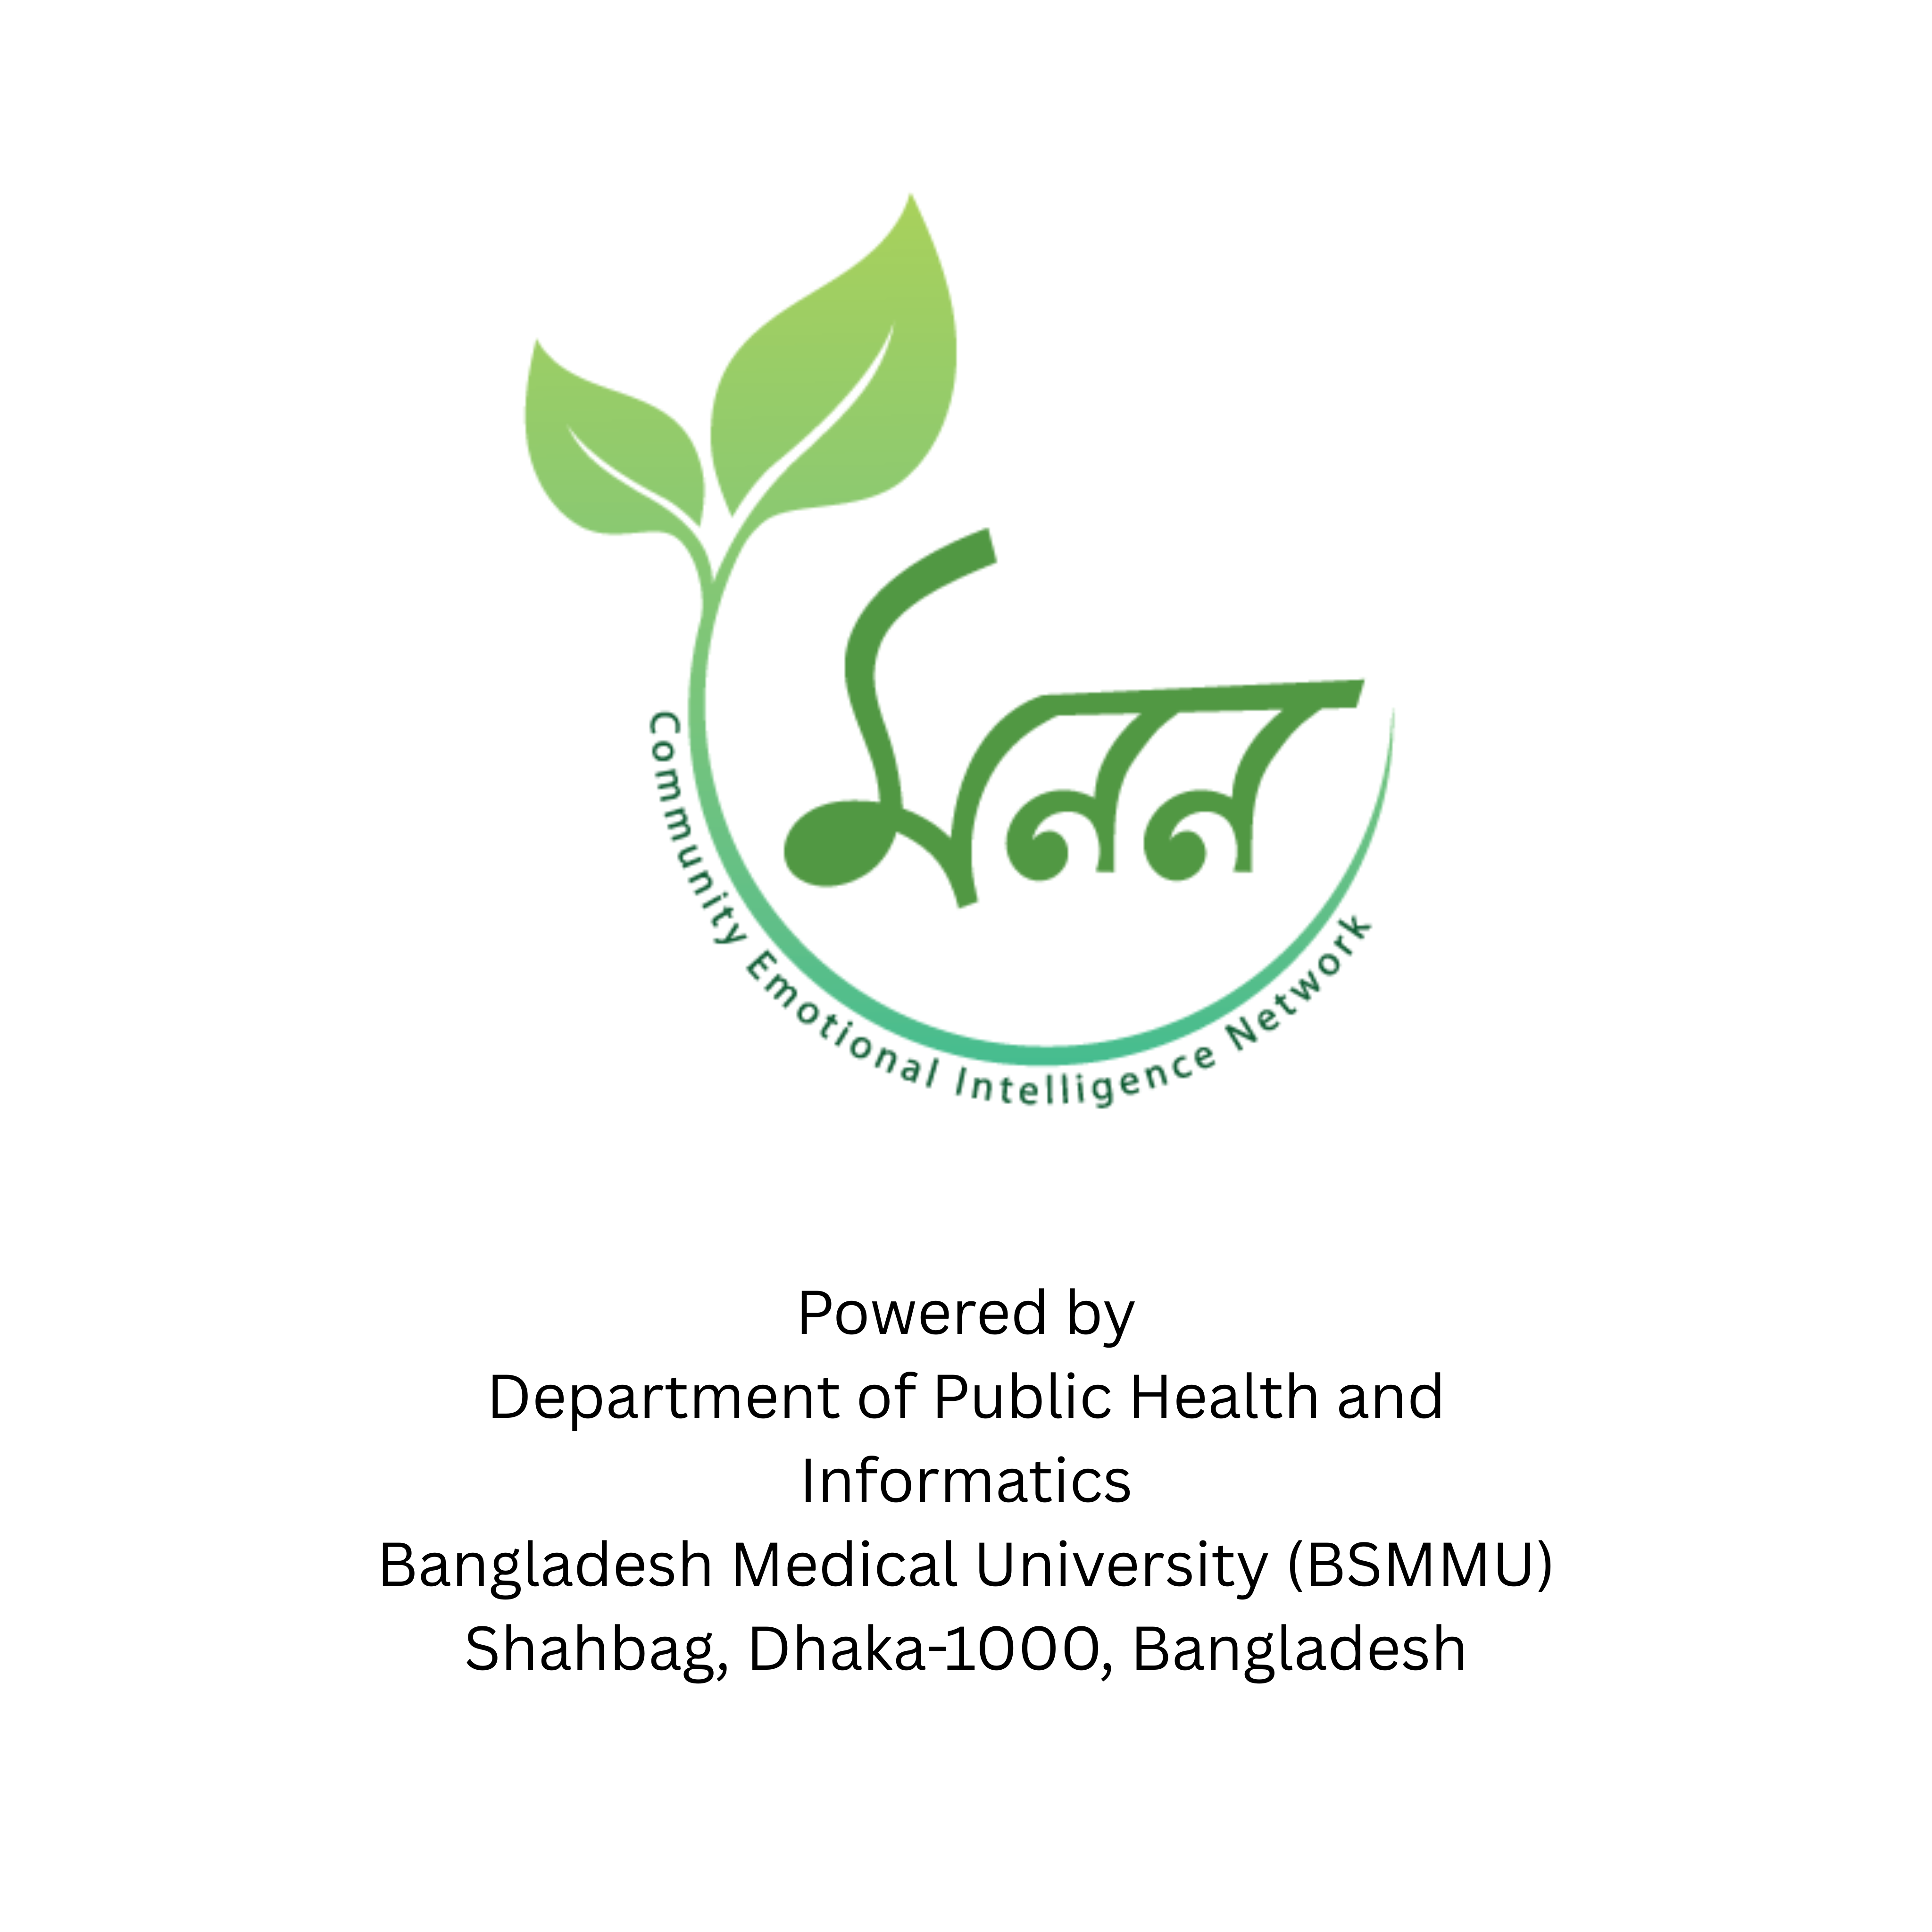 মনন
Community Emotional Intelligence Network
Powered by
Department of Public Health and
Informatics
Bangladesh Medical University (BSMMU)
Shahbag, Dhaka-1000, Bangladesh